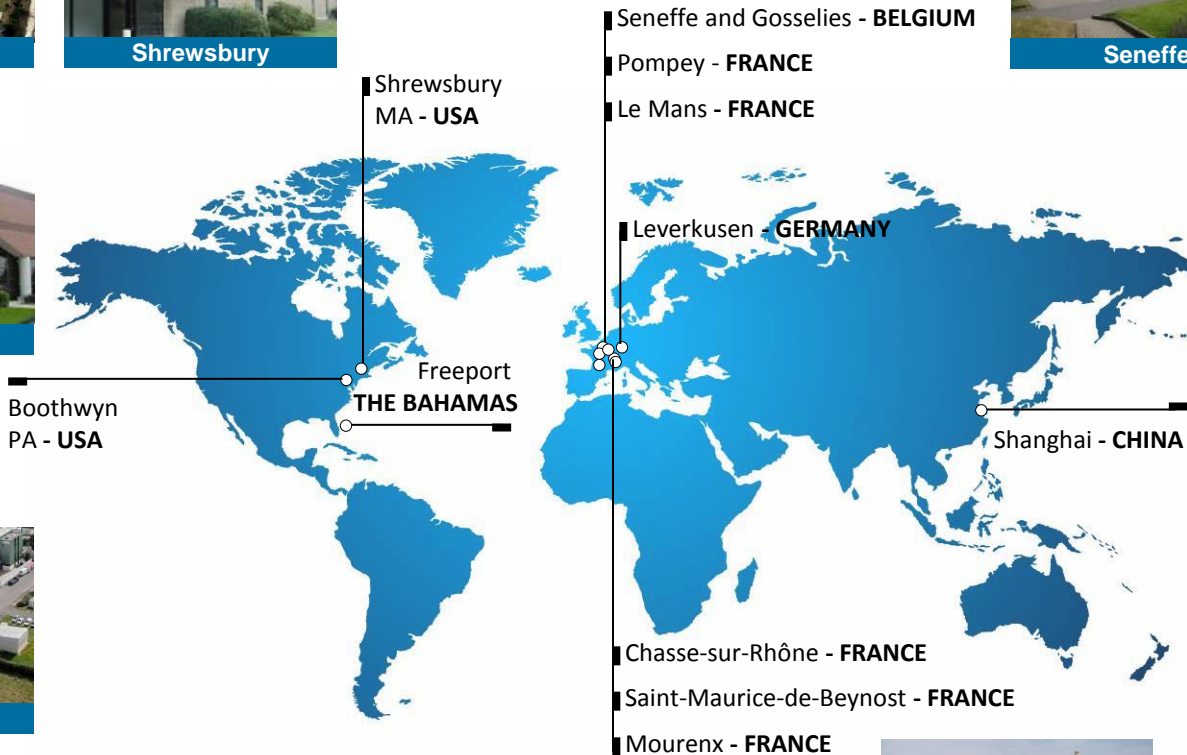 Shrewsbury
Seneffe
Seneffe and Gosselies - BELGIUM
Pompey - FRANCE
Le Mans - FRANCE
Shrewsbury
MA - USA
Leverkusen - GERMANY
Freeport
THE BAHAMAS
Boothwyn
PA - USA
Shanghai - CHINA
Chasse-sur-Rhône - FRANCE
Saint-Maurice-de-Beynost - FRANCE
Mourenx - FRANCE